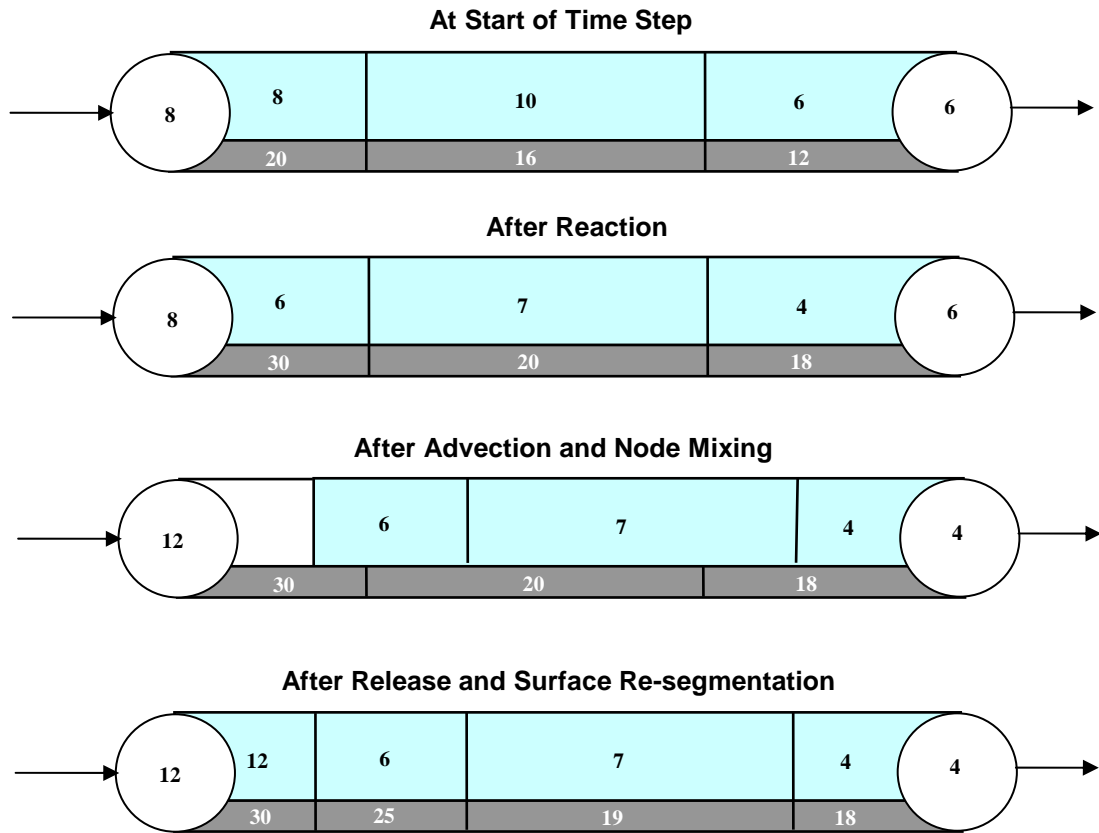 At Start of Time Step
8 8 10 6 6
20 16 12
After Reaction
8 6 7 4 6
30 20 18
After Advection and Node Mixing
12 6 7 4 4
30 20 18
After Release and Surface Re-segmentation
12 12 6 7 4 4
30 25 19 18